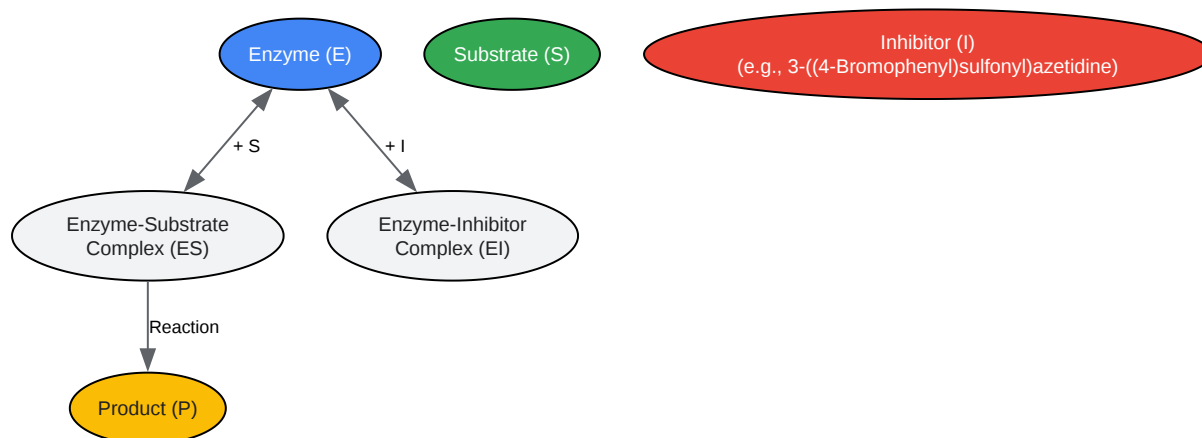 Enzyme (E)
Substrate (S)
Inhibitor (I)
(e.g., 3-((4-Bromophenyl)sulfonyl)azetidine)
+ S
+ I
Enzyme-Substrate
Complex (ES)
Enzyme-Inhibitor
Complex (EI)
Reaction
Product (P)